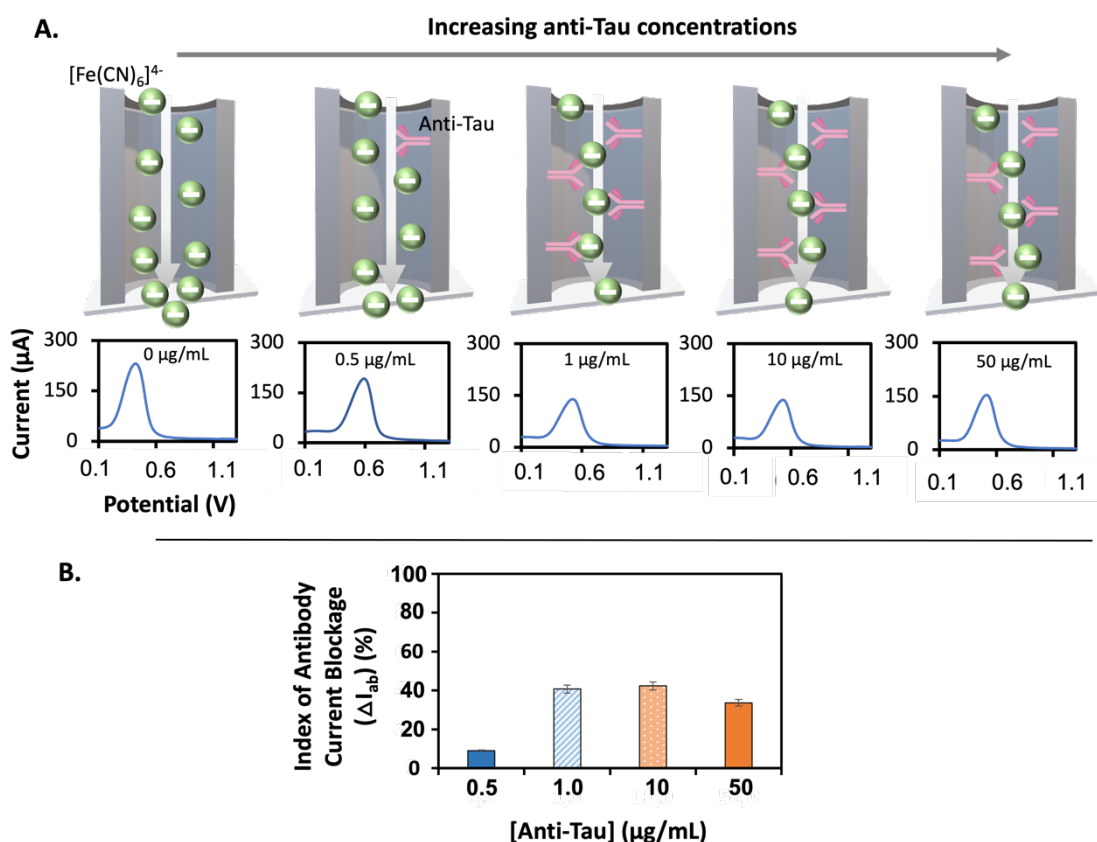 A.
Increasing anti-Tau concentrations
[Fe(CN)₆]⁴⁻
Anti-Tau
Current (µA)
300
150
0
0 µg/mL
0.1 0.6 1.1
300
150
0
0.5 µg/mL
0.1 0.6 1.1
300
150
0
1 µg/mL
0.1 0.6 1.1
300
150
0
10 µg/mL
0.1 0.6 1.1
300
150
0
50 µg/mL
0.1 0.6 1.1
Potential (V)
B.
Index of Antibody
Current Blockage
(△I_ab) (%)
100
80
60
40
20
0
0.5 1.0 10 50
[Anti-Tau] (µg/mL)